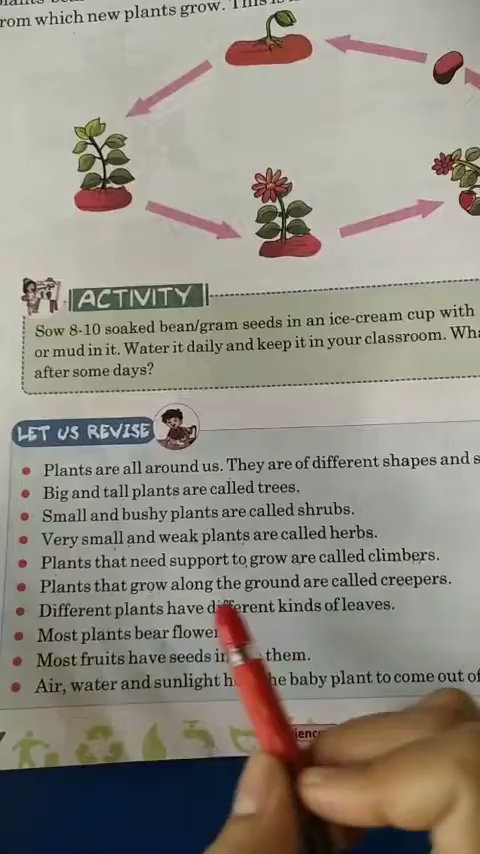 from which new plants grow. This is
ACTIVITY
Sow 8-10 soaked bean/gram seeds in an ice-cream cup with
or mud in it. Water it daily and keep it in your classroom.
after some days?
LET US REVISE
Plants are all around us. They are of different shapes and
Big and tall plants are called trees.
Small and bushy plants are called shrubs.
Very small and weak plants are called herbs.
Plants that need support to grow are called climbers.
Plants that grow along the ground are called creepers.
Different plants have different kinds of leaves.
Most plants bear
Most fruits have seeds in them.
Air, water and sunlight baby plant to come out of